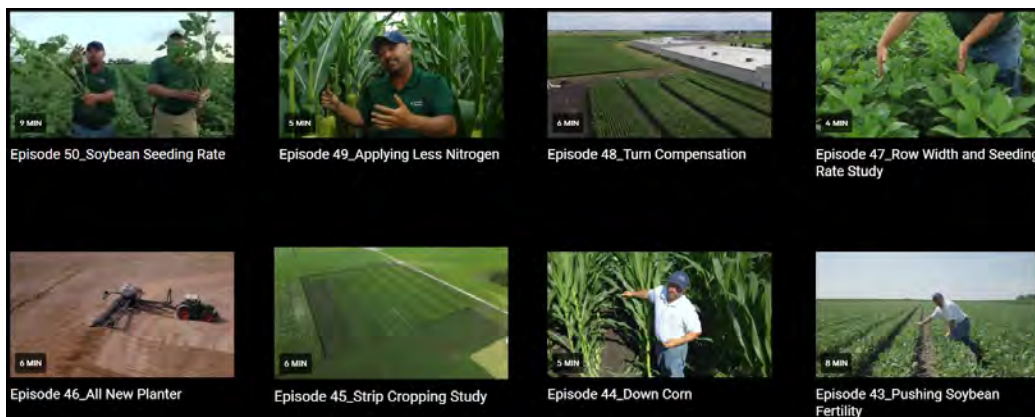 9 MIN
5 MIN
6 MIN
4 MIN
Episode 50_Soybean Seeding Rate
Episode 49_Applying Less Nitrogen
Episode 48_Turn Compensation
Episode 47_Row Width and Seeding
Rate Study
6 MIN
6 MIN
5 MIN
8 MIN
Episode 46_All New Planter
Episode 45_Strip Cropping Study
Episode 44_Down Corn
Episode 43_Pushing Soybean
Fertility